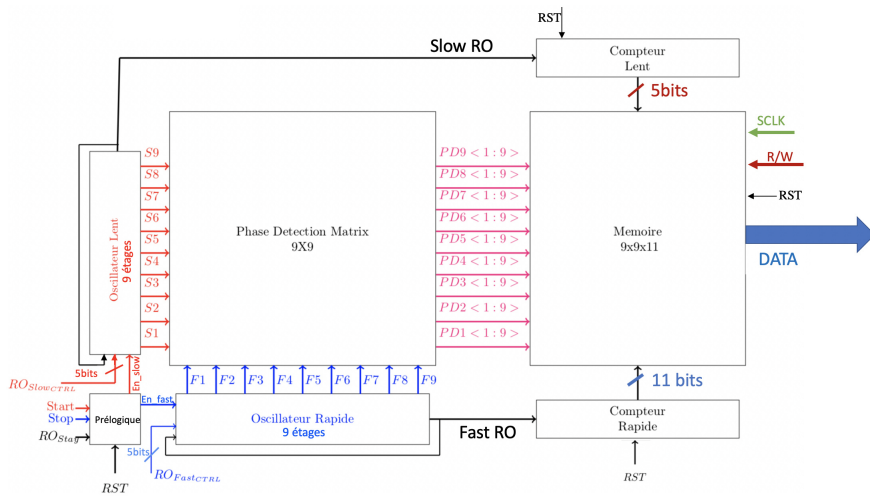 RST
Slow RO
Compteur
Lent
5bits
SCLK
R/W
RST
DATA
S9
S8
S7
S6
S5
S4
S3
S2
S1
Oscillateur Lent
9 étages
Phase Detection Matrix
9X9
PD9 < 1 : 9 >
PD8 < 1 : 9 >
PD7 < 1 : 9 >
PD6 < 1 : 9 >
PD5 < 1 : 9 >
PD4 < 1 : 9 >
PD3 < 1 : 9 >
PD2 < 1 : 9 >
PD1 < 1 : 9 >
Memoire
9x9x11
5bits
En_slow
RO_SlowCTRL
F1 F2 F3 F4 F5 F6 F7 F8 F9
11 bits
Start
Stop
RO_Stay
Prélogique
En_fast
Oscillateur Rapide
9 étages
Fast RO
Compteur
Rapide
5bits
RO_FastCTRL
RST
RST